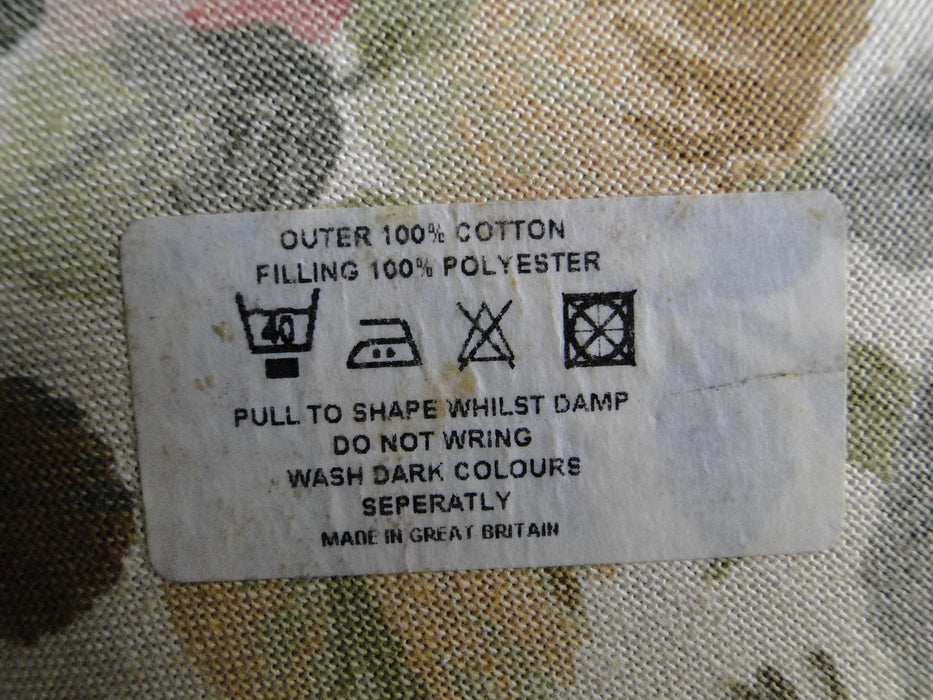 OUTER 100% COTTON
FILLING 100% POLYESTER
40
PULL TO SHAPE WHILST DAMP
DO NOT WRING
WASH DARK COLOURS
SEPERATLY
MADE IN GREAT BRITAIN